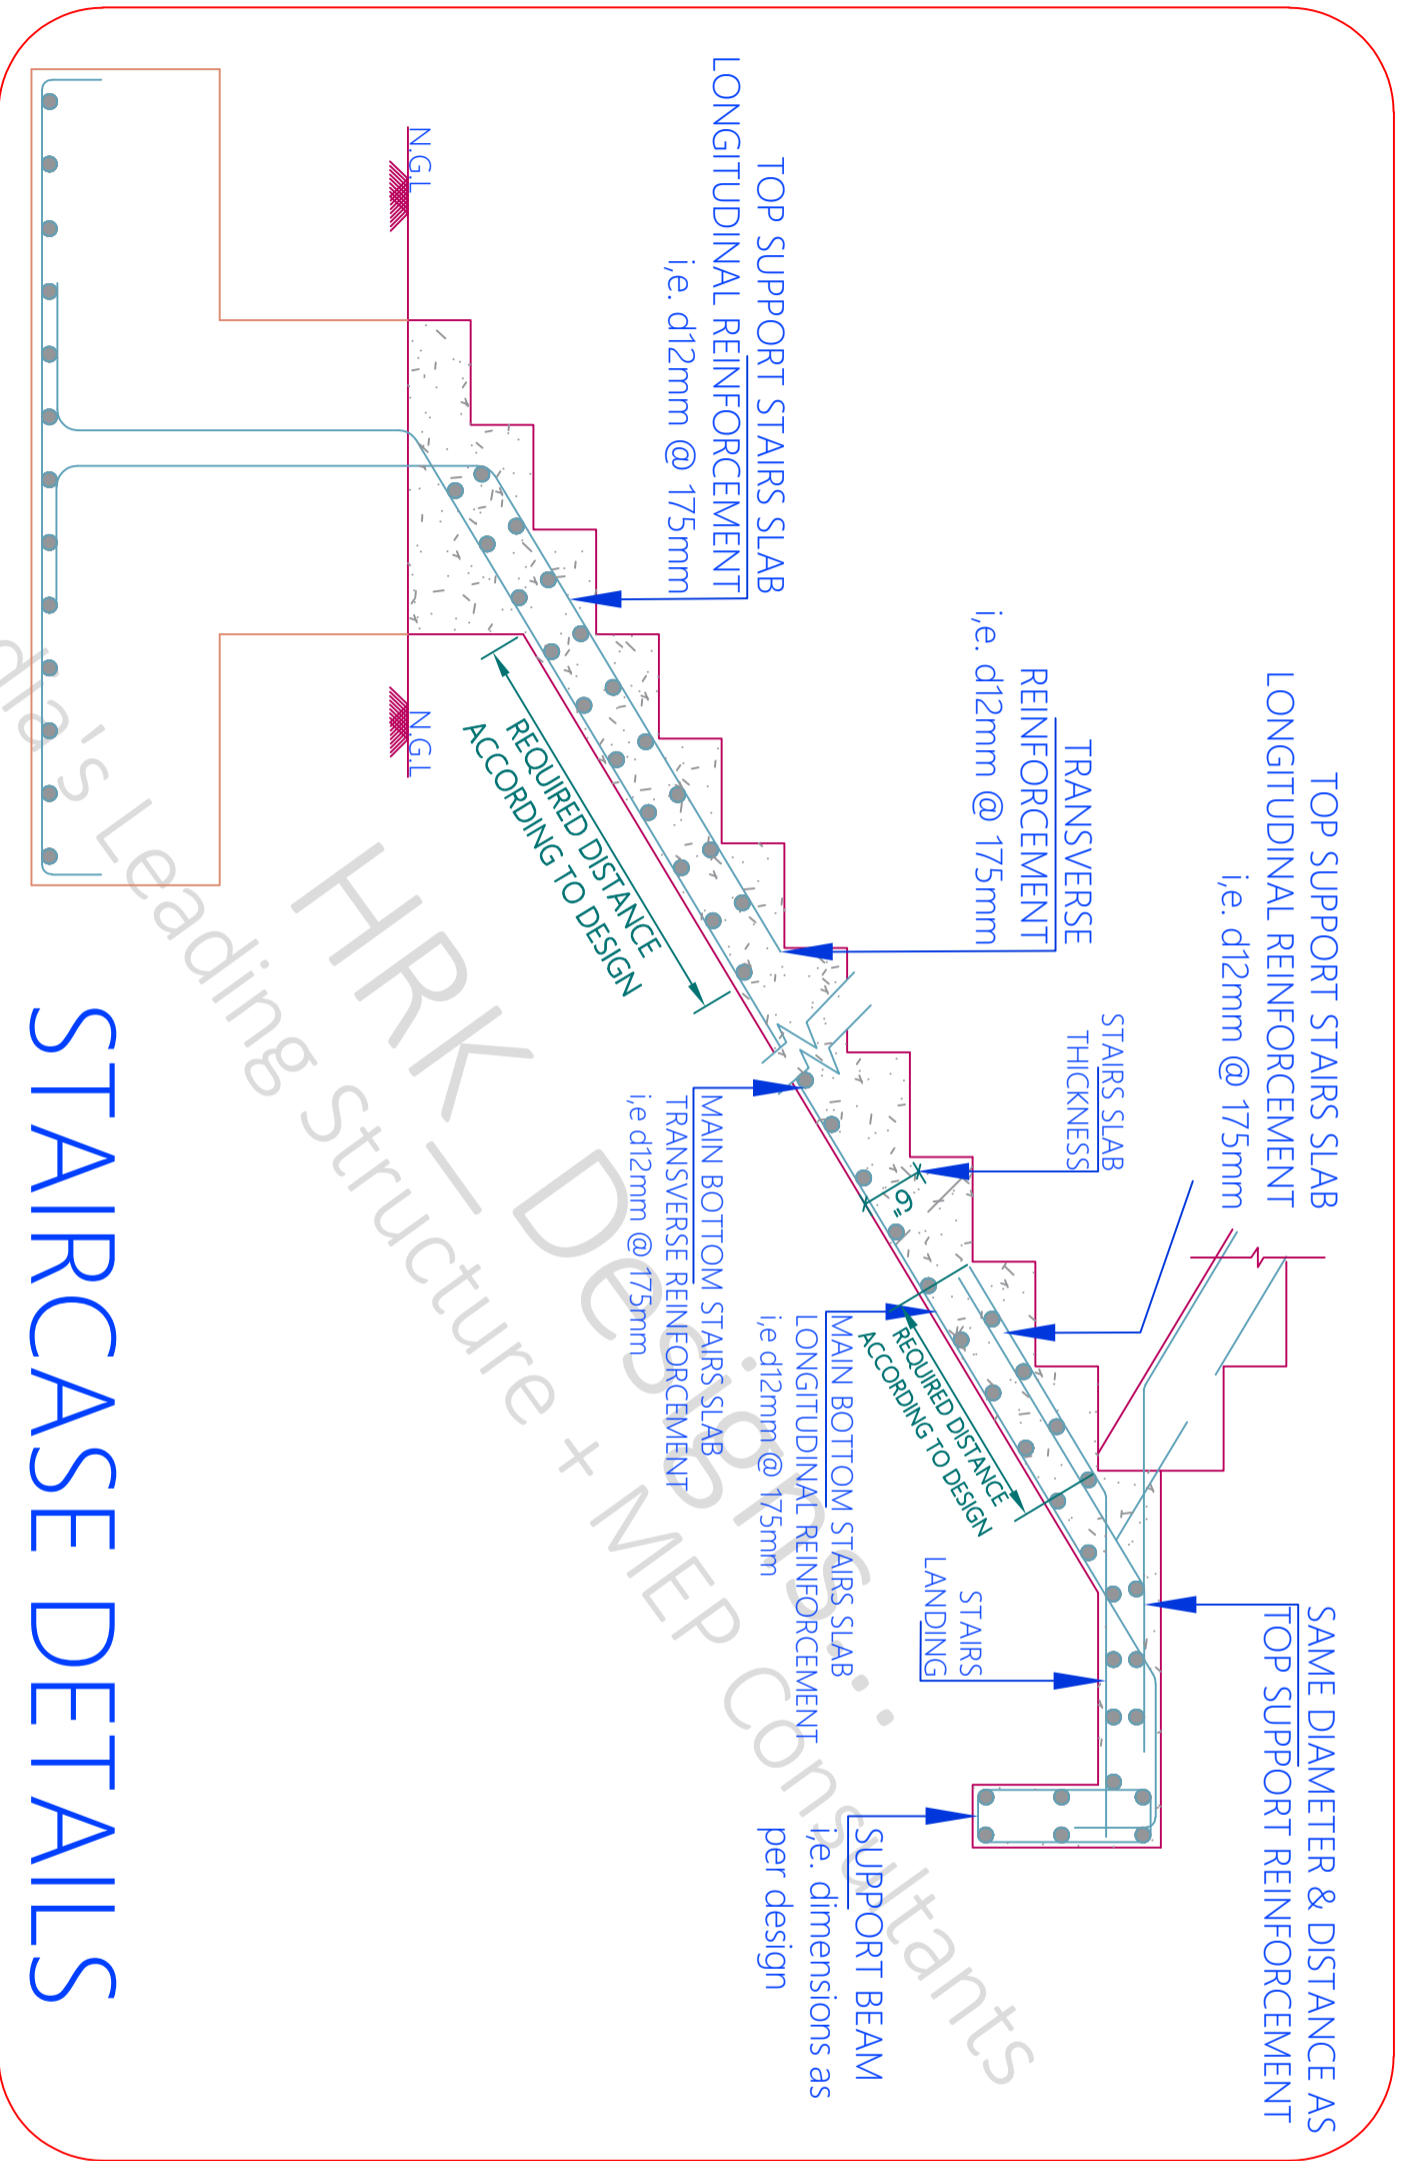 TOP SUPPORT STAIRS SLAB
LONGITUDINAL REINFORCEMENT
i,e. d12mm @ 175mm
SAME DIAMETER & DISTANCE AS
TOP SUPPORT REINFORCEMENT
TRANSVERSE
REINFORCEMENT
i,e. d12mm @ 175mm
STAIRS SLAB
THICKNESS
TOP SUPPORT STAIRS SLAB
LONGITUDINAL REINFORCEMENT
i,e. d12mm @ 175mm
6"
REQUIRED DISTANCE
ACCORDING TO DESIGN
STAIRS
LANDING
SUPPORT BEAM
i,e. dimensions as
per design
MAIN BOTTOM STAIRS SLAB
LONGITUDINAL REINFORCEMENT
i,e d12mm @ 175mm
MAIN BOTTOM STAIRS SLAB
TRANSVERSE REINFORCEMENT
i,e d12mm @ 175mm
REQUIRED DISTANCE
ACCORDING TO DESIGN
N.G.L
N.G.L
HRK_Designs...
Leading Structure + MEP Consultants
STAIRCASE DETAILS